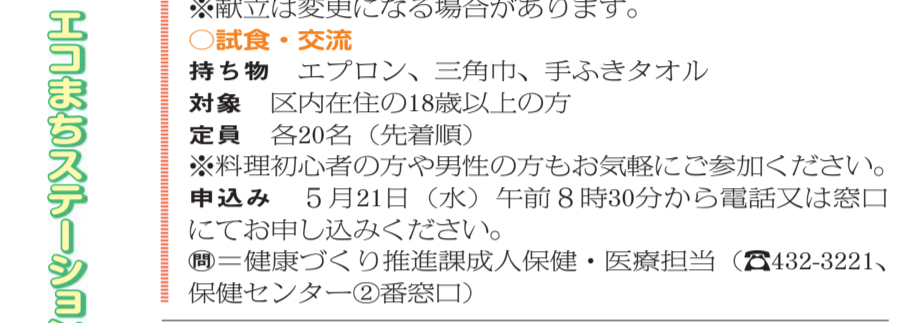 ※献立は変更になる場合があります。
○試食・交流
持ち物　エプロン、三角巾、手ふきタオル
対象　区内在住の18歳以上の方
定員　各20名（先着順）
※料理初心者の方や男性の方もお気軽にご参加ください。
申込み　５月21日（水）午前８時30分から電話又は窓口
にてお申し込みください。
㉄＝健康づくり推進課成人保健・医療担当（☎432-3221、
保健センター②番窓口）
エコまちステーション